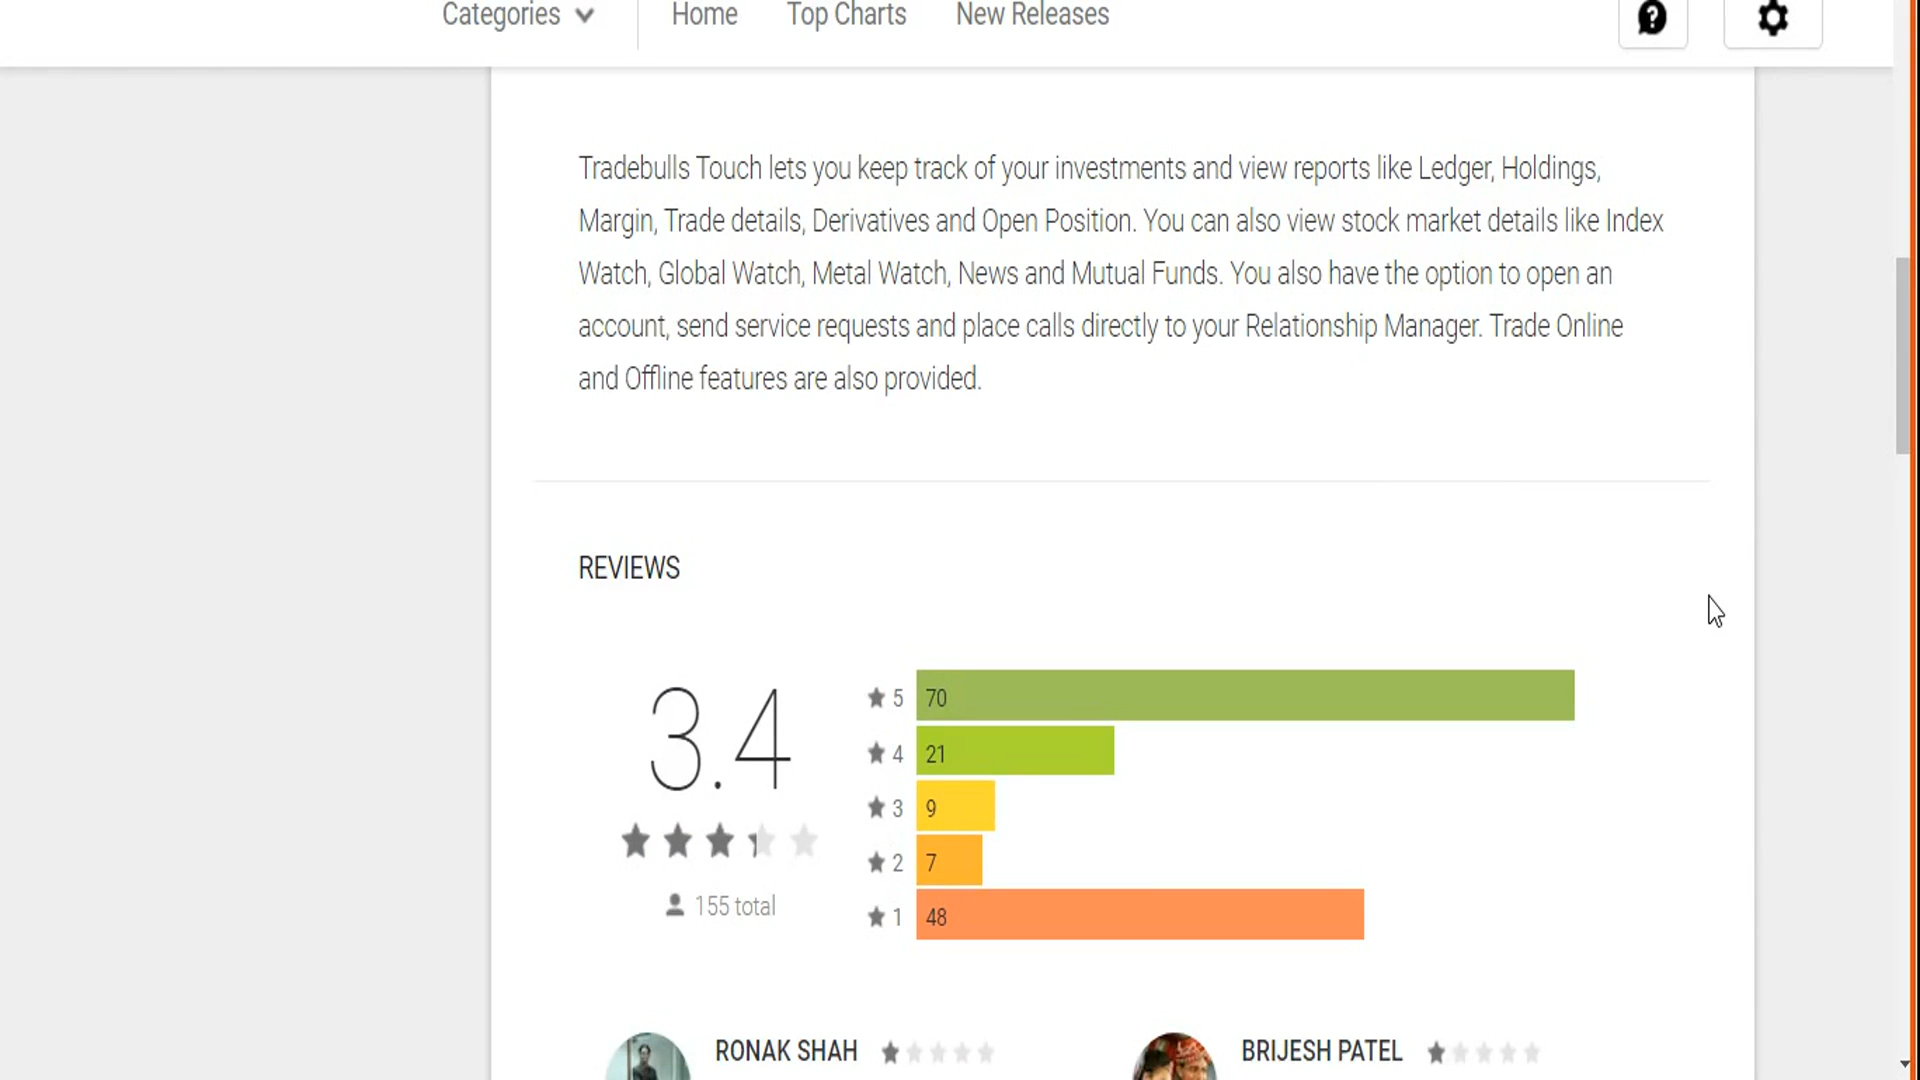 Categories Home Top Charts New Releases
Tradebulls Touch lets you keep track of your investments and view reports like Ledger, Holdings,
Margin, Trade details, Derivatives and Open Position. You can also view stock market details like Index
Watch, Global Watch, Metal Watch, News and Mutual Funds. You also have the option to open an
account, send service requests and place calls directly to your Relationship Manager. Trade Online
and Offline features are also provided.
REVIEWS
3.4
155 total
5 70
4 21
3 9
2 7
1 48
RONAK SHAH
BRIJESH PATEL